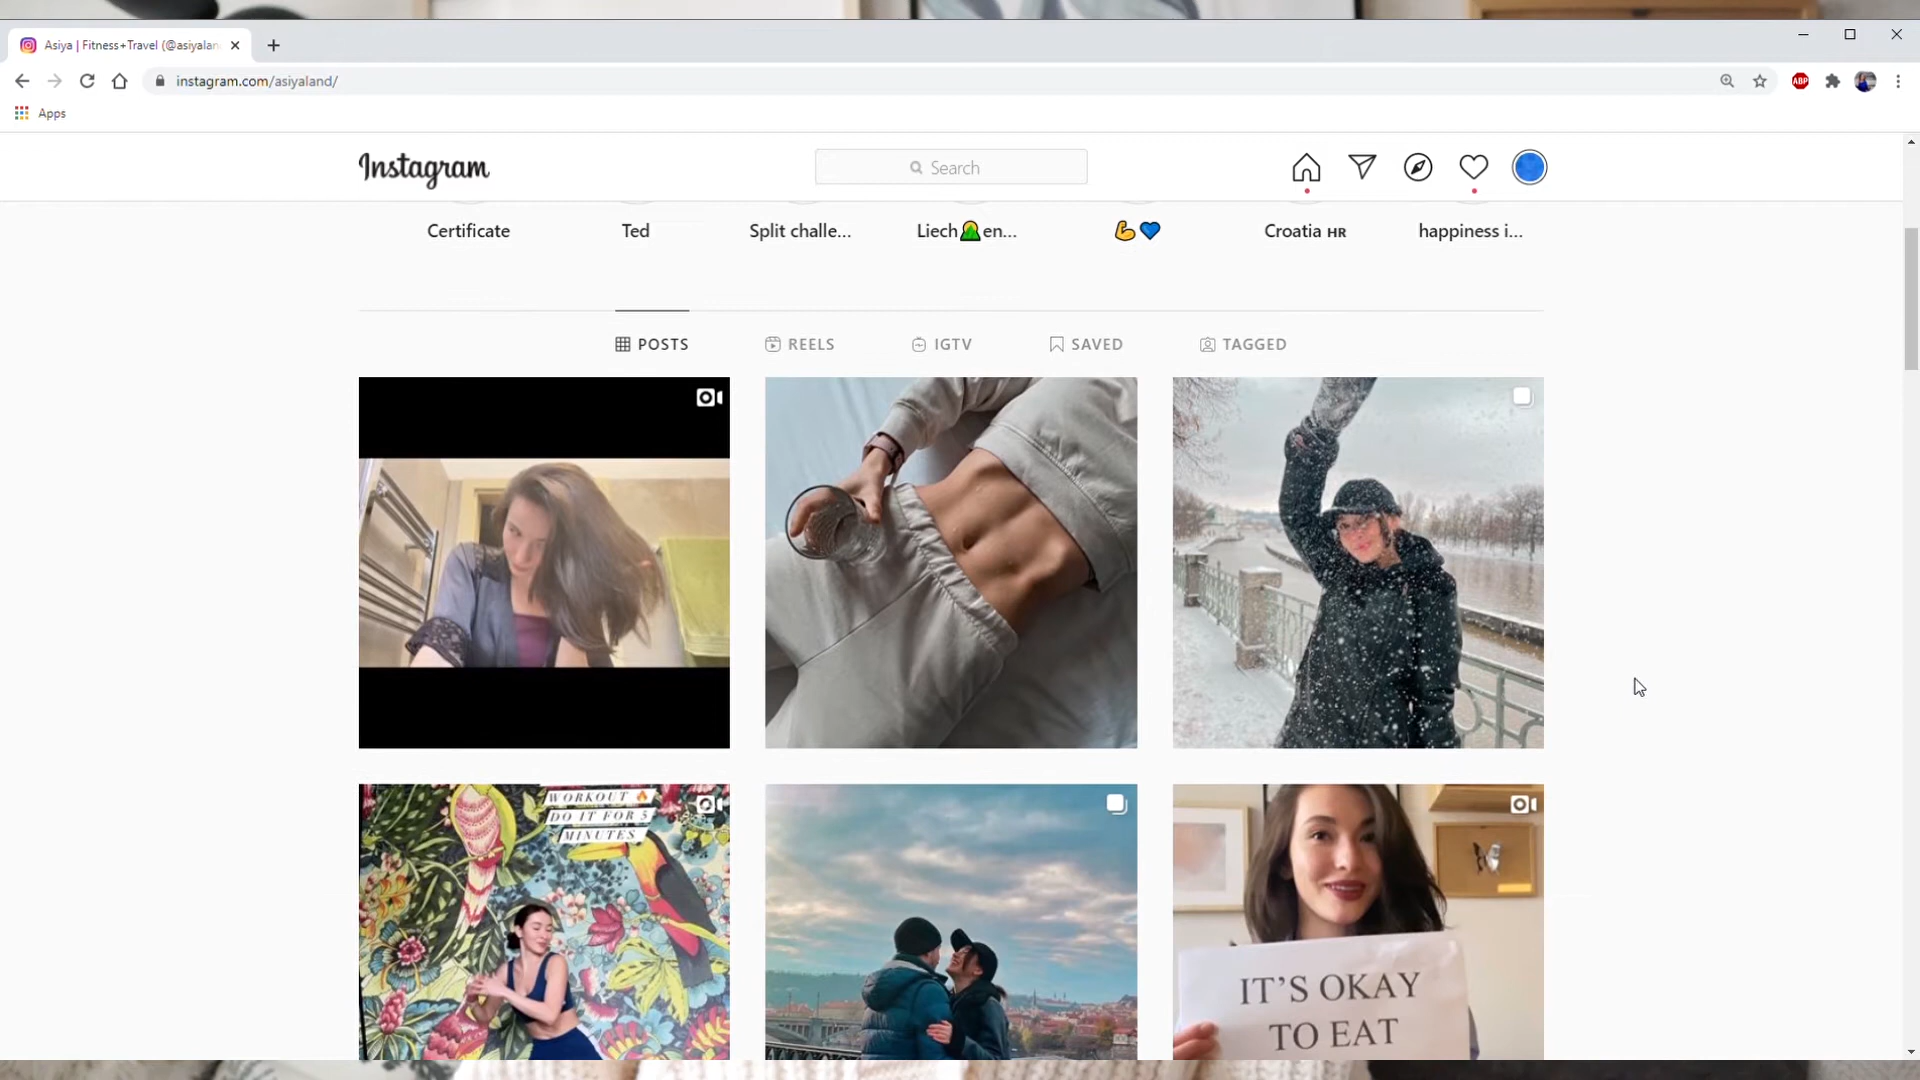 Asiya | Fitness+Travel (@asiyalan
instagram.com/asiyaland/
ABP
Apps
Instagram
Search
Certificate
Ted
Split challe...
Liech🏞️en...
💪💙
Croatia HR
happiness i...
POSTS
REELS
IGTV
SAVED
TAGGED
WORKOUT 🔥
DO IT FOR 5
MINUTES
IT'S OKAY
TO EAT